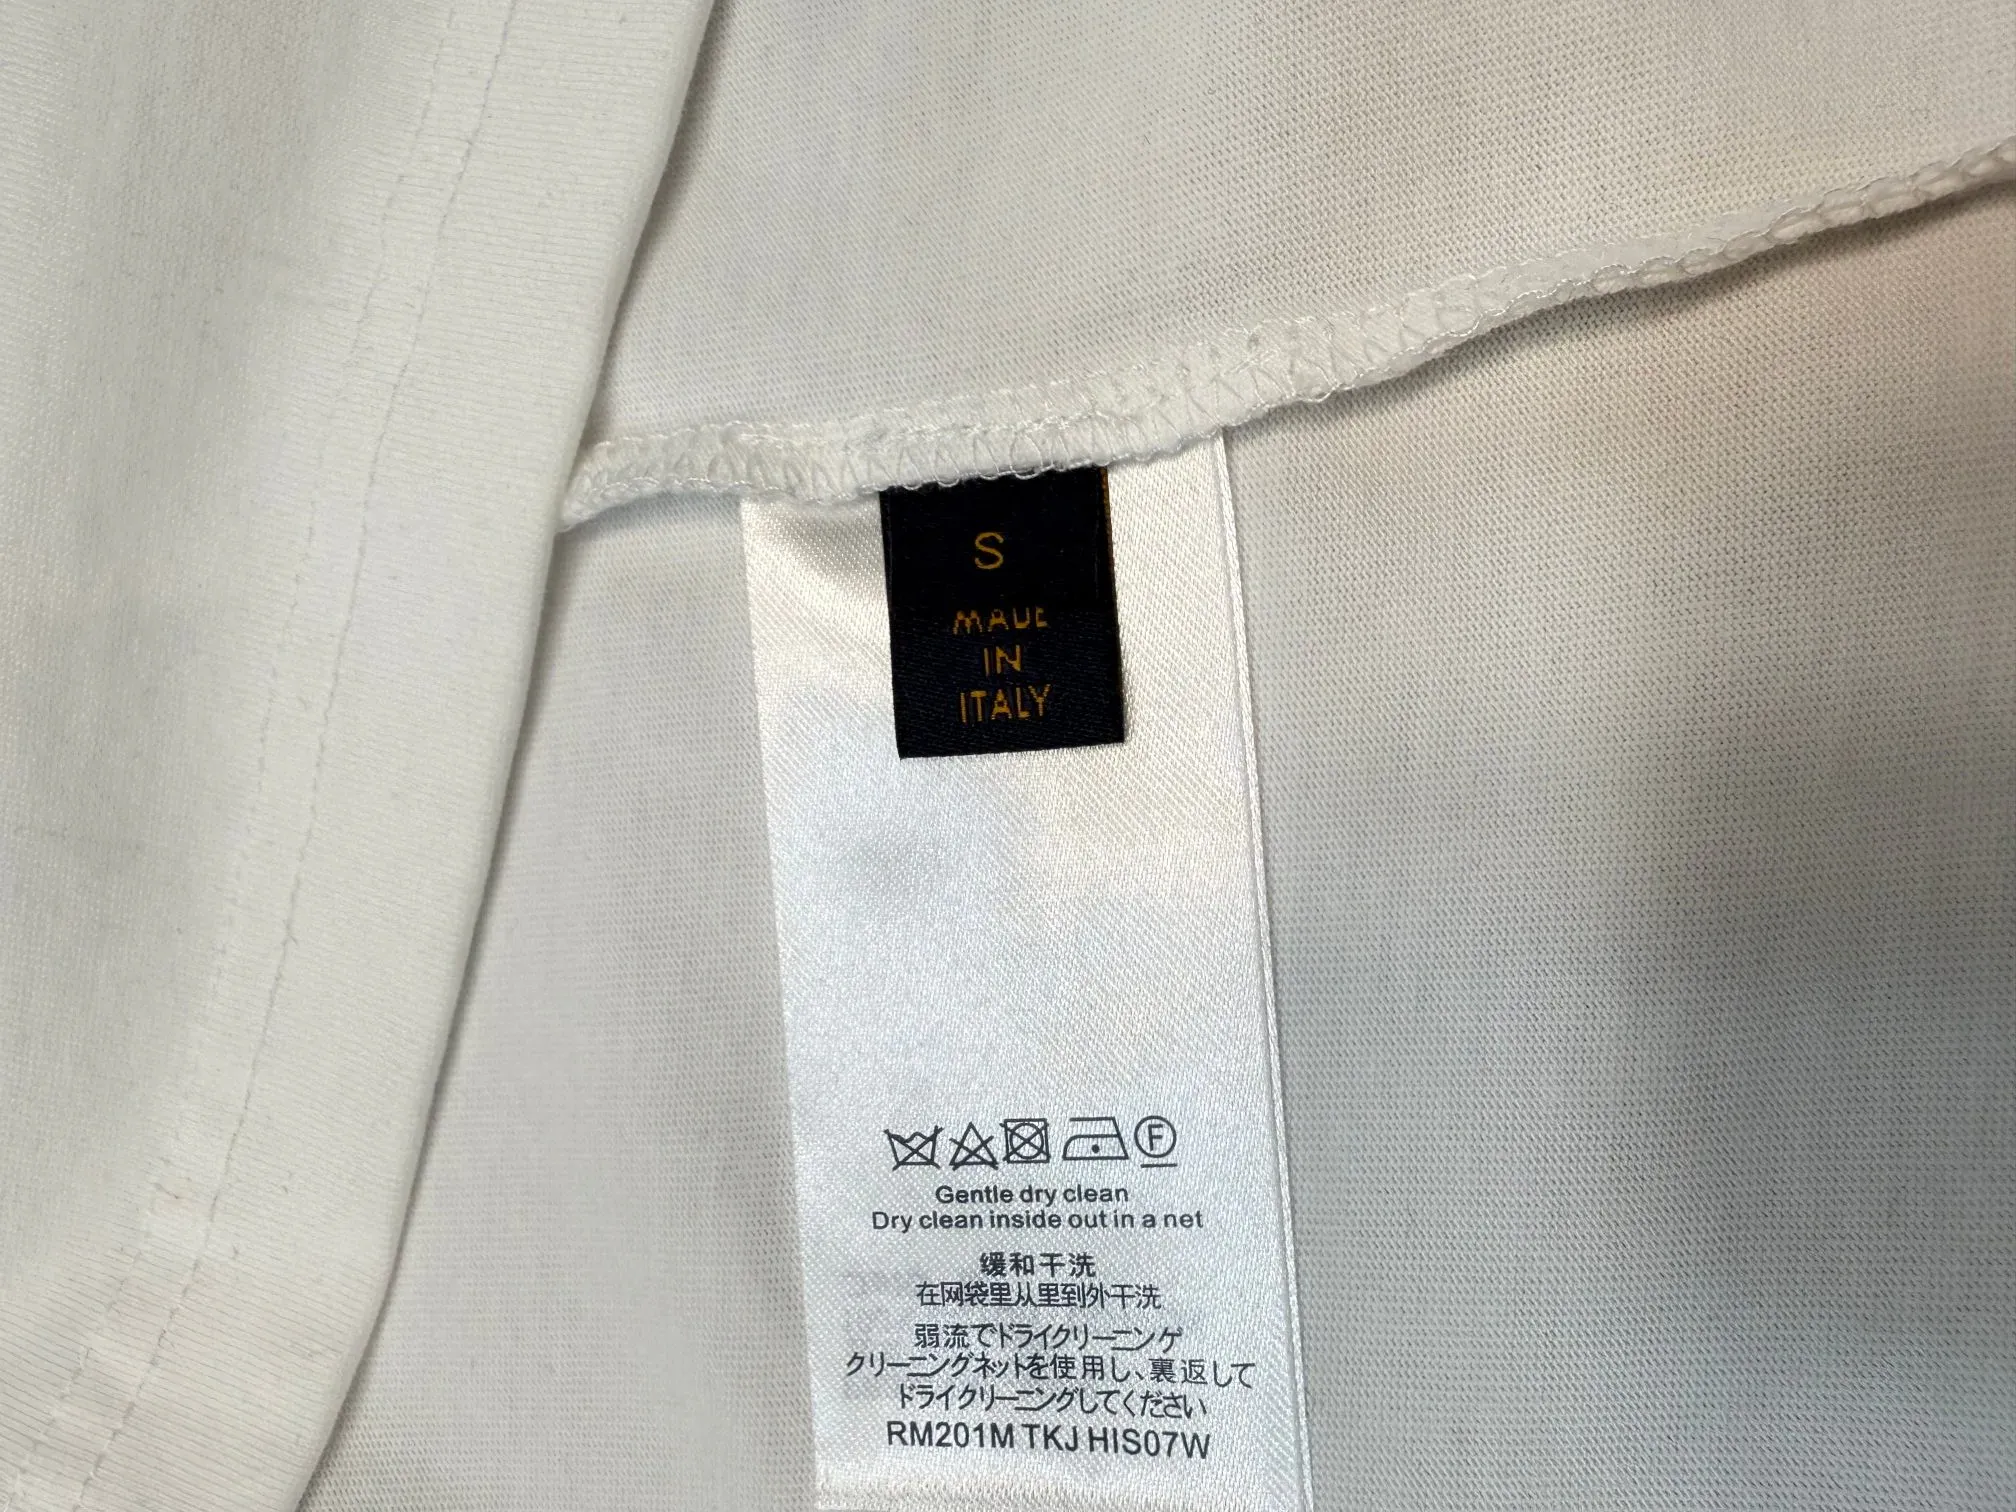 S
MADE
IN
ITALY
F
Gentle dry clean
Dry clean inside out in a net
缓和干洗
在网袋里从里到外干洗
弱流でドライクリーニンゲ
クリーニングネットを使用し、裏返して
ドライクリーニングしてください
RM201M TKJ HIS07W